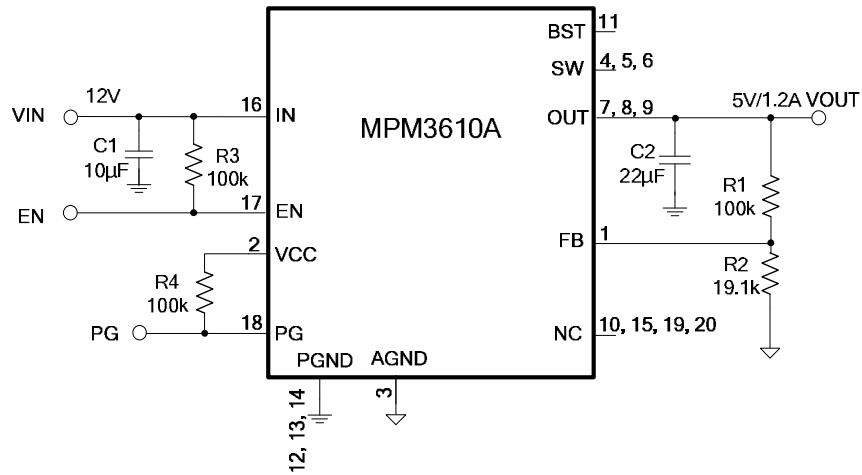 BST
11
SW
4, 5, 6
VIN
12V
16
IN
MPM3610A
OUT
7, 8, 9
5V/1.2A VOUT
C1
10μF
R3
100k
C2
22μF
R1
100k
EN
17
EN
FB
1
2
VCC
R2
19.1k
R4
100k
PG
18
PG
NC
10, 15, 19, 20
PGND
AGND
12, 13, 14
3